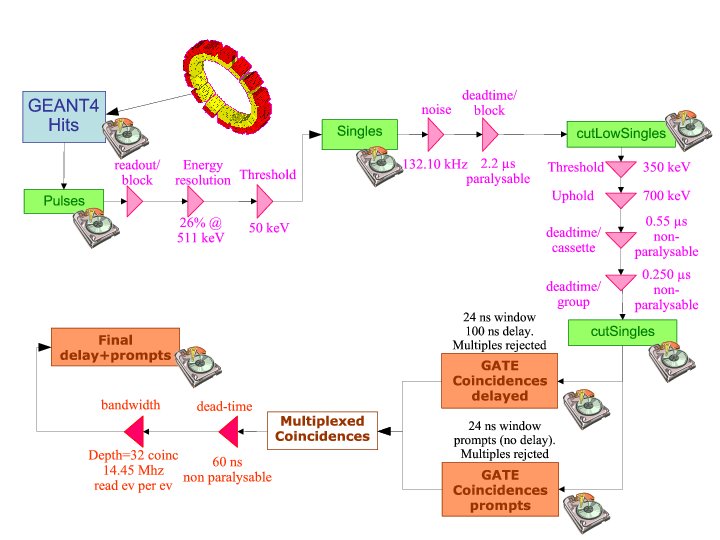 GEANT4
Hits
readout/
block
Energy
resolution
Threshold
Pulses
26% @
511 keV
50 keV
Singles
noise
deadtime/
block
132.10 kHz
2.2 µs
paralysable
cutLowSingles
Threshold
350 keV
Uphold
700 keV
deadtime/
cassette
0.55 µs
non-
paralysable
deadtime/
group
0.250 µs
non-
paralysable
cutSingles
24 ns window
100 ns delay.
Multiples rejected
GATE
Coincidences
delayed
24 ns window
prompts (no delay).
Multiples rejcted
GATE
Coincidences
prompts
Multiplexed
Coincidences
dead-time
60 ns
non paralysable
bandwidth
Depth=32 coinc
14.45 Mhz
read ev per ev
Final
delay+prompts